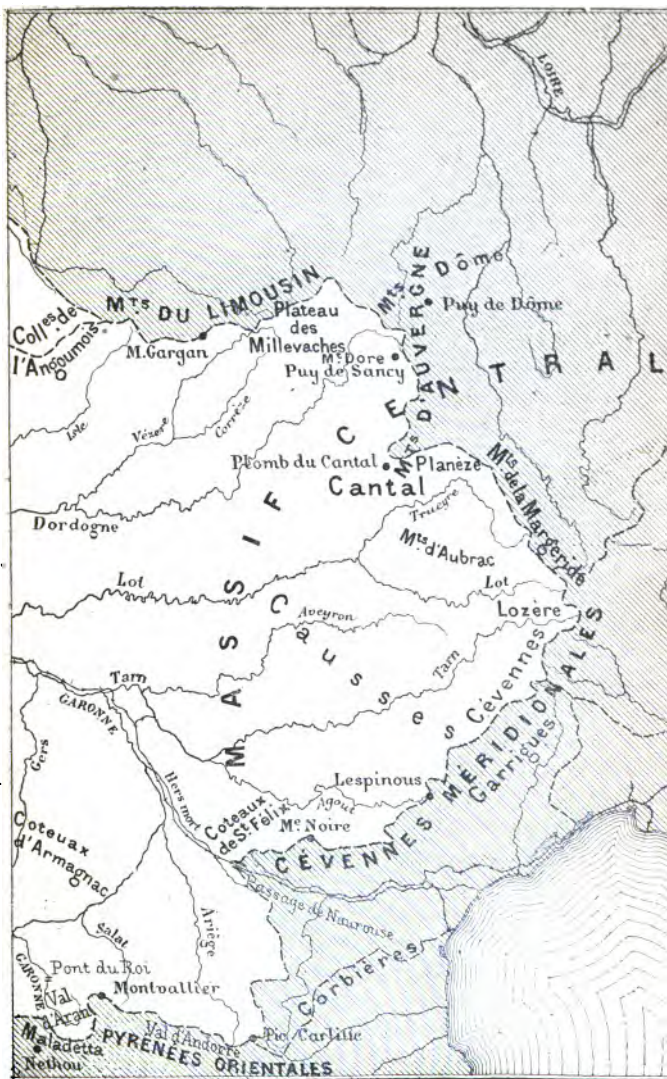 LOIRE
Mts DU LIMOUSIN
Colles de
l'Angoumois
M. Gargan
Plateau
des
Millevaches
Mts Dôme
Puy de Dôme
Mts D'AUVERGNE
Mt Dore
Puy de Sancy
MASSIF CENTRAL
Isle
Vézère
Corrèze
Plomb du Cantal
Planèze
Cantal
Mts de la Margeride
Dordogne
Trueyre
Mts d'Aubrac
Lot
Lot
Lozère
Aveyron
Causses
Tarn
Tarn
GARONNE
Cévennes
CÉVENNES MÉRIDIONALES
Garrigues
Gers
Hers mort
Lespinous
Agout
Coteaux
de St Félix
Mt Noire
Coteuax
d'Armagnac
Passage de Naurouse
Ariège
Salat
Corbières
GARONNE
Pont du Roi
Val
d'Aran
Montvallier
Val d'Andorre
Pic Carlitte
Maladetta
Nethou
PYRÉNÉES ORIENTALES